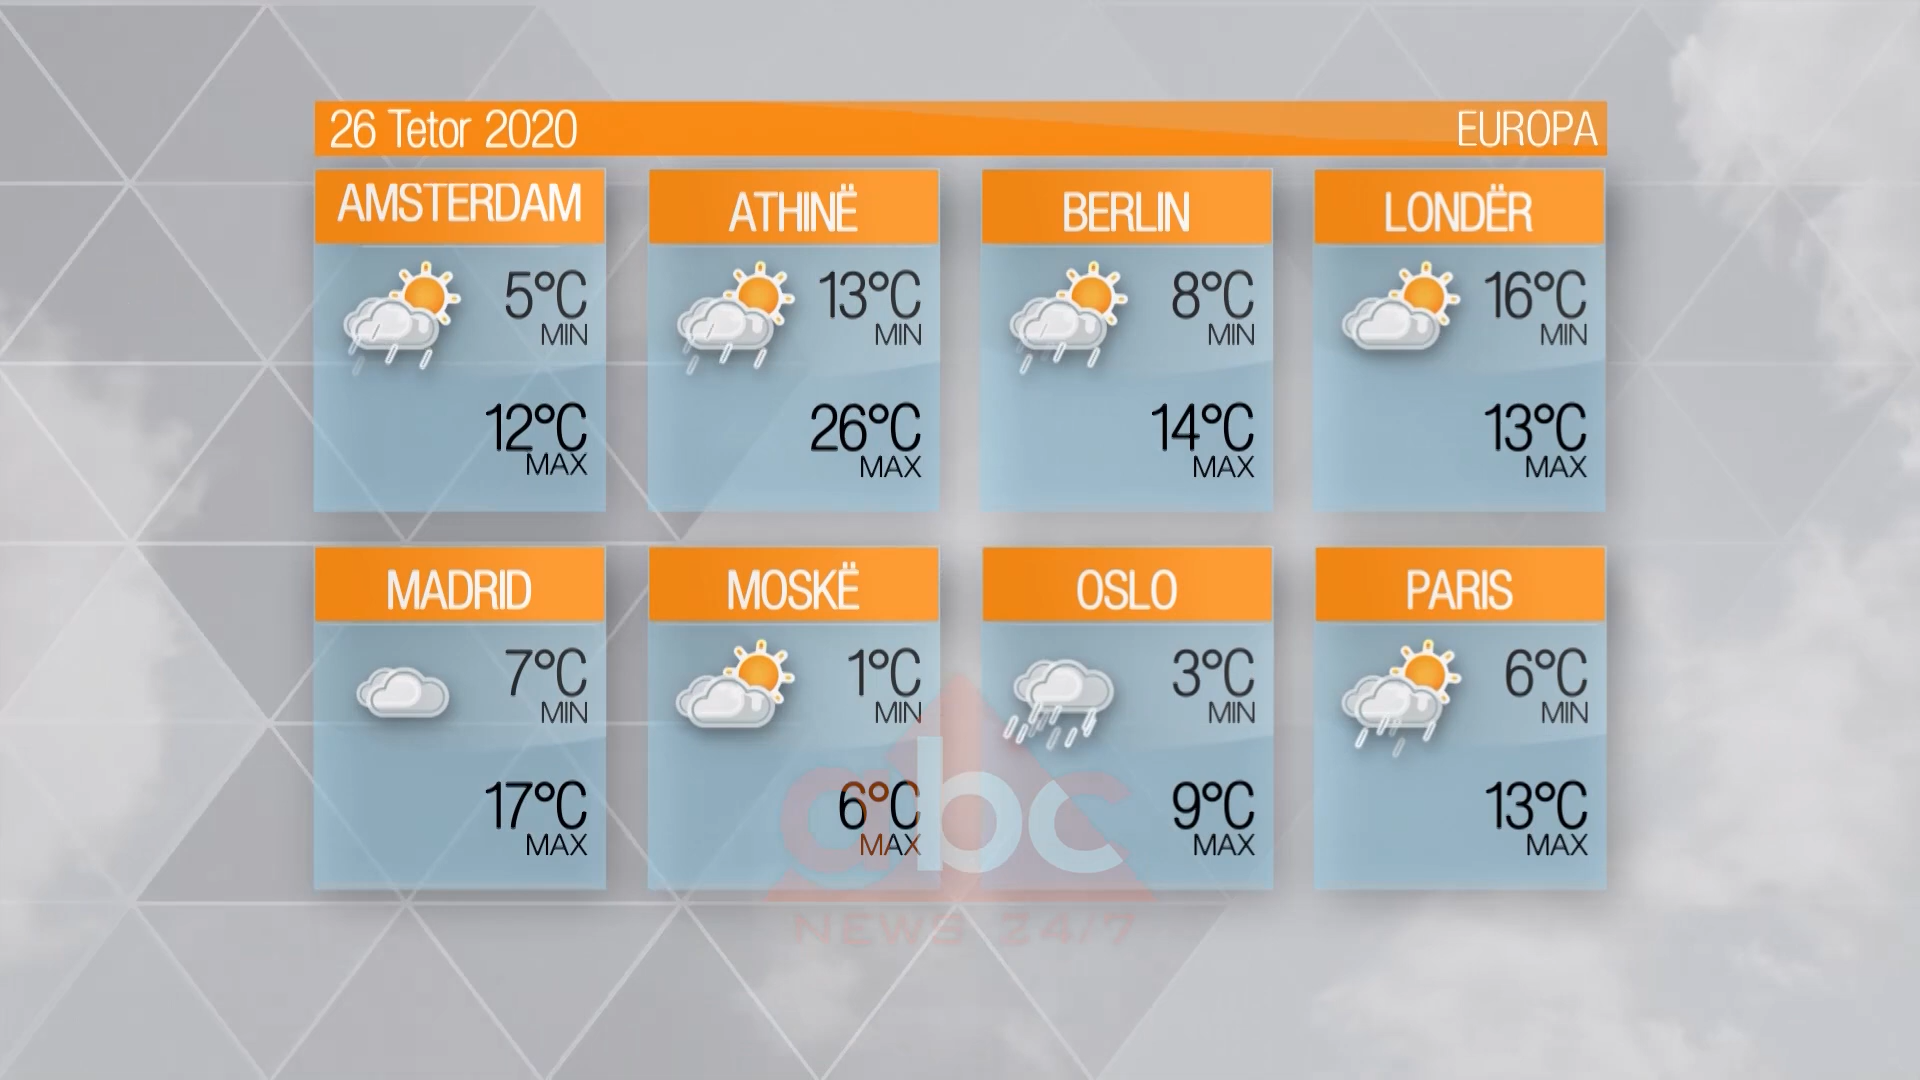 26 Tetor 2020 EUROPA
AMSTERDAM ATHINË BERLIN LONDËR
5°C 13°C 8°C 16°C
MIN MIN MIN MIN
12°C 26°C 14°C 13°C
MAX MAX MAX MAX
MADRID MOSKË OSLO PARIS
7°C 1°C 3°C 6°C
MIN MIN MIN MIN
17°C 6°C 9°C 13°C
MAX MAX MAX MAX
abc
NEWS 24/7